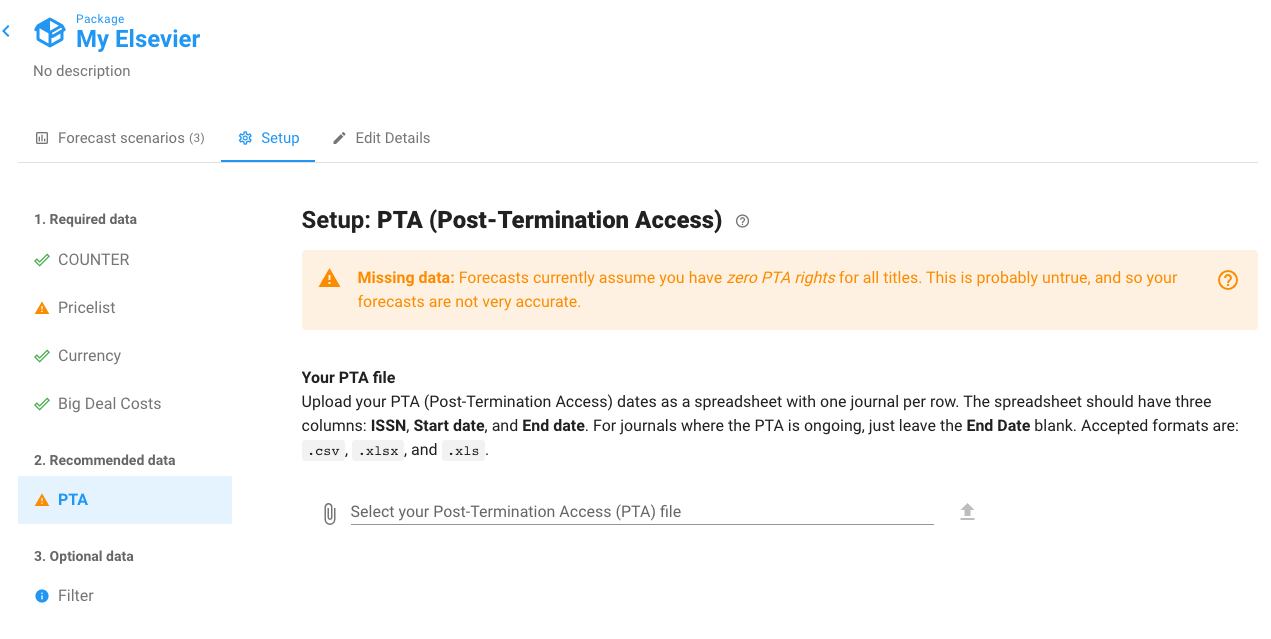 Package
My Elsevier
No description
Forecast scenarios (3)
Setup
Edit Details
1. Required data
COUNTER
Pricelist
Currency
Big Deal Costs
2. Recommended data
PTA
3. Optional data
Filter
Setup: PTA (Post-Termination Access)
Missing data: Forecasts currently assume you have zero PTA rights for all titles. This is probably untrue, and so your
forecasts are not very accurate.
Your PTA file
Upload your PTA (Post-Termination Access) dates as a spreadsheet with one journal per row. The spreadsheet should have three
columns: ISSN, Start date, and End date. For journals where the PTA is ongoing, just leave the End Date blank. Accepted formats are:
.csv, .xlsx, and .xls.
Select your Post-Termination Access (PTA) file